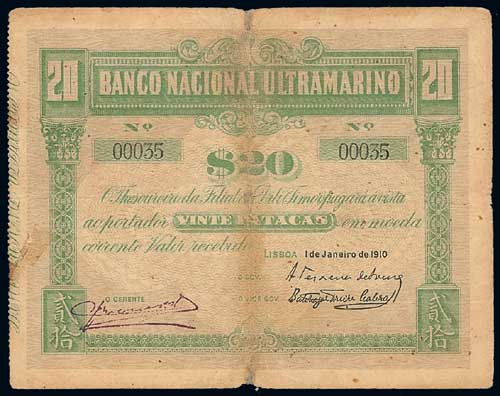 20 BANCO NACIONAL ULTRAMARINO 20
Nº Nº
00035 $20 00035
O Thesoureiro da Filial Dili Timor pagará á vista
ao portador VINTE PATACAS em moeda
corrente Valor recebido
LISBOA 1 Janeiro de 1910
O GOV.
O GERENTE
O VICE GOV.
貳拾 貳拾